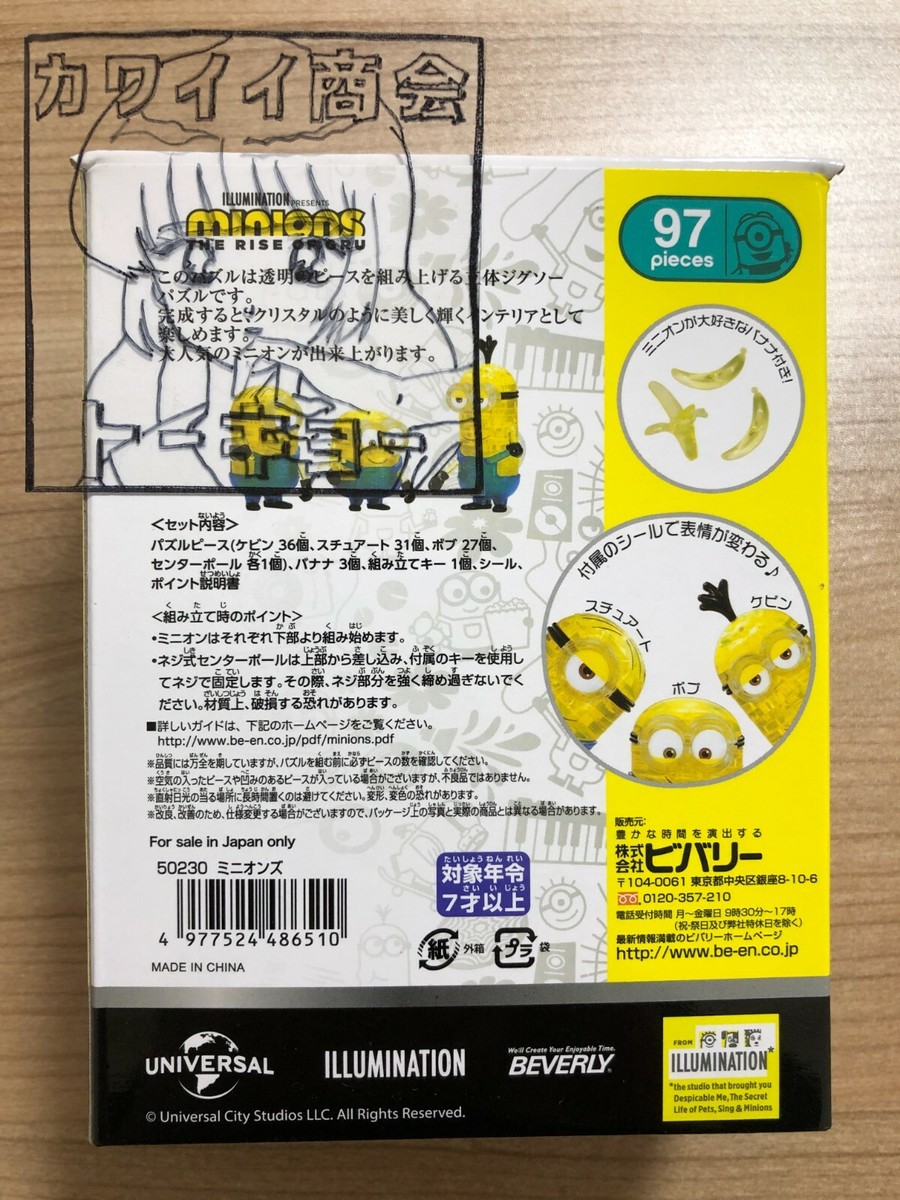 カワイイ商会
トーキョー
ILLUMINATION PRESENTS
minions
THE RISE OF GRU
このパズルは透明のピースを組み上げる立体ジグソー
パズルです。
完成すると、クリスタルのように美しく輝くインテリアとして
楽しめます。
大人気のミニオンが出来上がります。
97
pieces
ミニオンが大好きなバナナ付き!
付属のシールで表情が変わる♪
スチュアート
ケビン
ボブ
<セット内容>
パズルピース(ケビン 36個、スチュアート 31個、ボブ 27個、
センターポール 各1個)、バナナ 3個、組み立てキー 1個、シール、
ポイント説明書
<組み立て時のポイント>
・ミニオンはそれぞれ下部より組み始めます。
・ネジ式センターポールは上部から差し込み、付属のキーを使用し
てネジで固定します。その際、ネジ部分を強く締め過ぎないでく
ださい。材質上、破損する恐れがあります。
■詳しいガイドは、下記のホームページをご覧ください。
http://www.be-en.co.jp/pdf/minions.pdf
※品質には万全を期していますが、パズルを組む前に必ずピースの数を確認してください。
※空気の入ったピースや凹みのあるピースが入っている場合がございますが、不良品ではありません。
※直射日光の当る場所に長時間置くのは避けてください。変形、変色の恐れがあります。
※改良、改善のため、仕様変更する場合がございますので、パッケージ上の写真と実際の商品とは異なる場合があります。
For sale in Japan only
50230 ミニオンズ
4 977524 486510
MADE IN CHINA
対象年令
7才以上
紙 外箱
プラ 袋
販売元:
豊かな時間を演出する
株式会社ビバリー
〒104-0061 東京都中央区銀座8-10-6
0120-357-210
電話受付時間 月〜金曜日 9時30分〜17時
(祝・祭日及び弊社特休日を除く)
最新情報満載のビバリーホームページ
http://www.be-en.co.jp
UNIVERSAL
ILLUMINATION
We'll Create Your Enjoyable Time.
BEVERLY
FROM
ILLUMINATION*
*the studio that brought you
Despicable Me, The Secret
Life of Pets, Sing & Minions
© Universal City Studios LLC. All Rights Reserved.